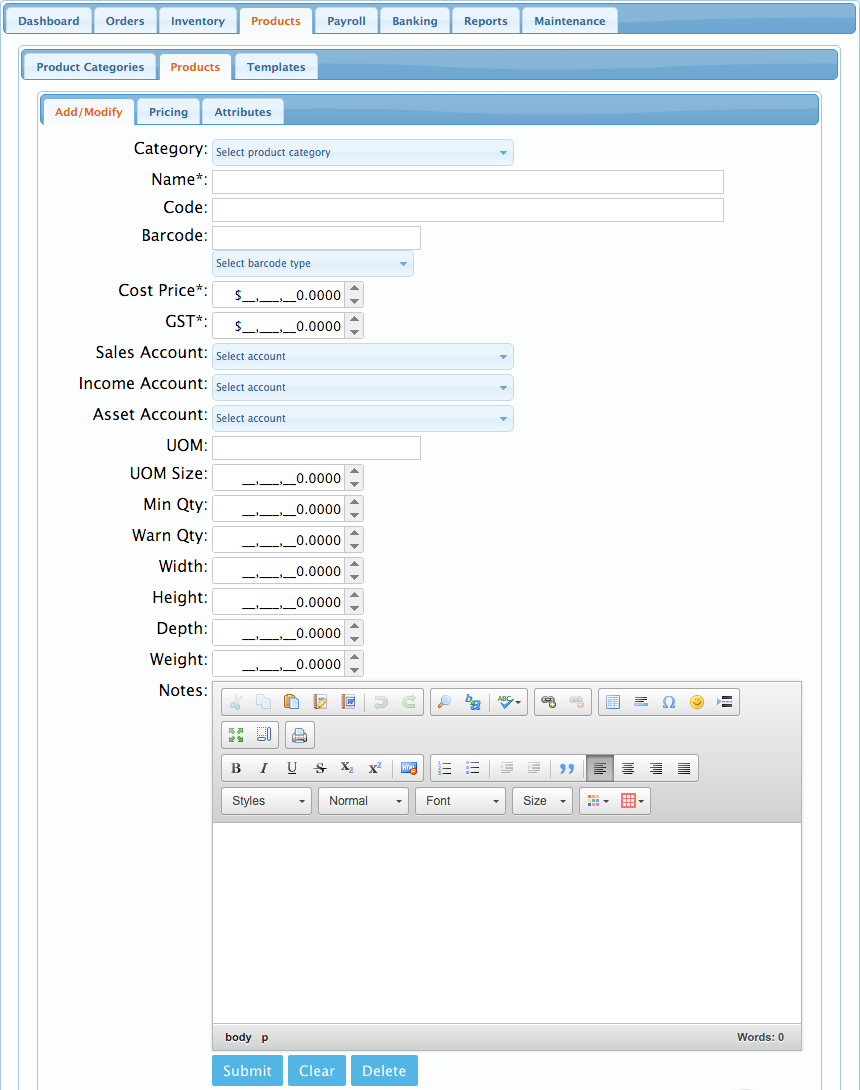 Dashboard Orders Inventory Products Payroll Banking Reports Maintenance
Product Categories Products Templates
Add/Modify Pricing Attributes
Category: Select product category
Name*:
Code:
Barcode:
Select barcode type
Cost Price*: $__,___,__0.0000
GST*: $__,___,__0.0000
Sales Account: Select account
Income Account: Select account
Asset Account: Select account
UOM:
UOM Size: __,___,__0.0000
Min Qty: __,___,__0.0000
Warn Qty: __,___,__0.0000
Width: __,___,__0.0000
Height: __,___,__0.0000
Depth: __,___,__0.0000
Weight: __,___,__0.0000
Notes:
B I U S X2 X2
Styles Normal Font Size
body p Words: 0
Submit Clear Delete